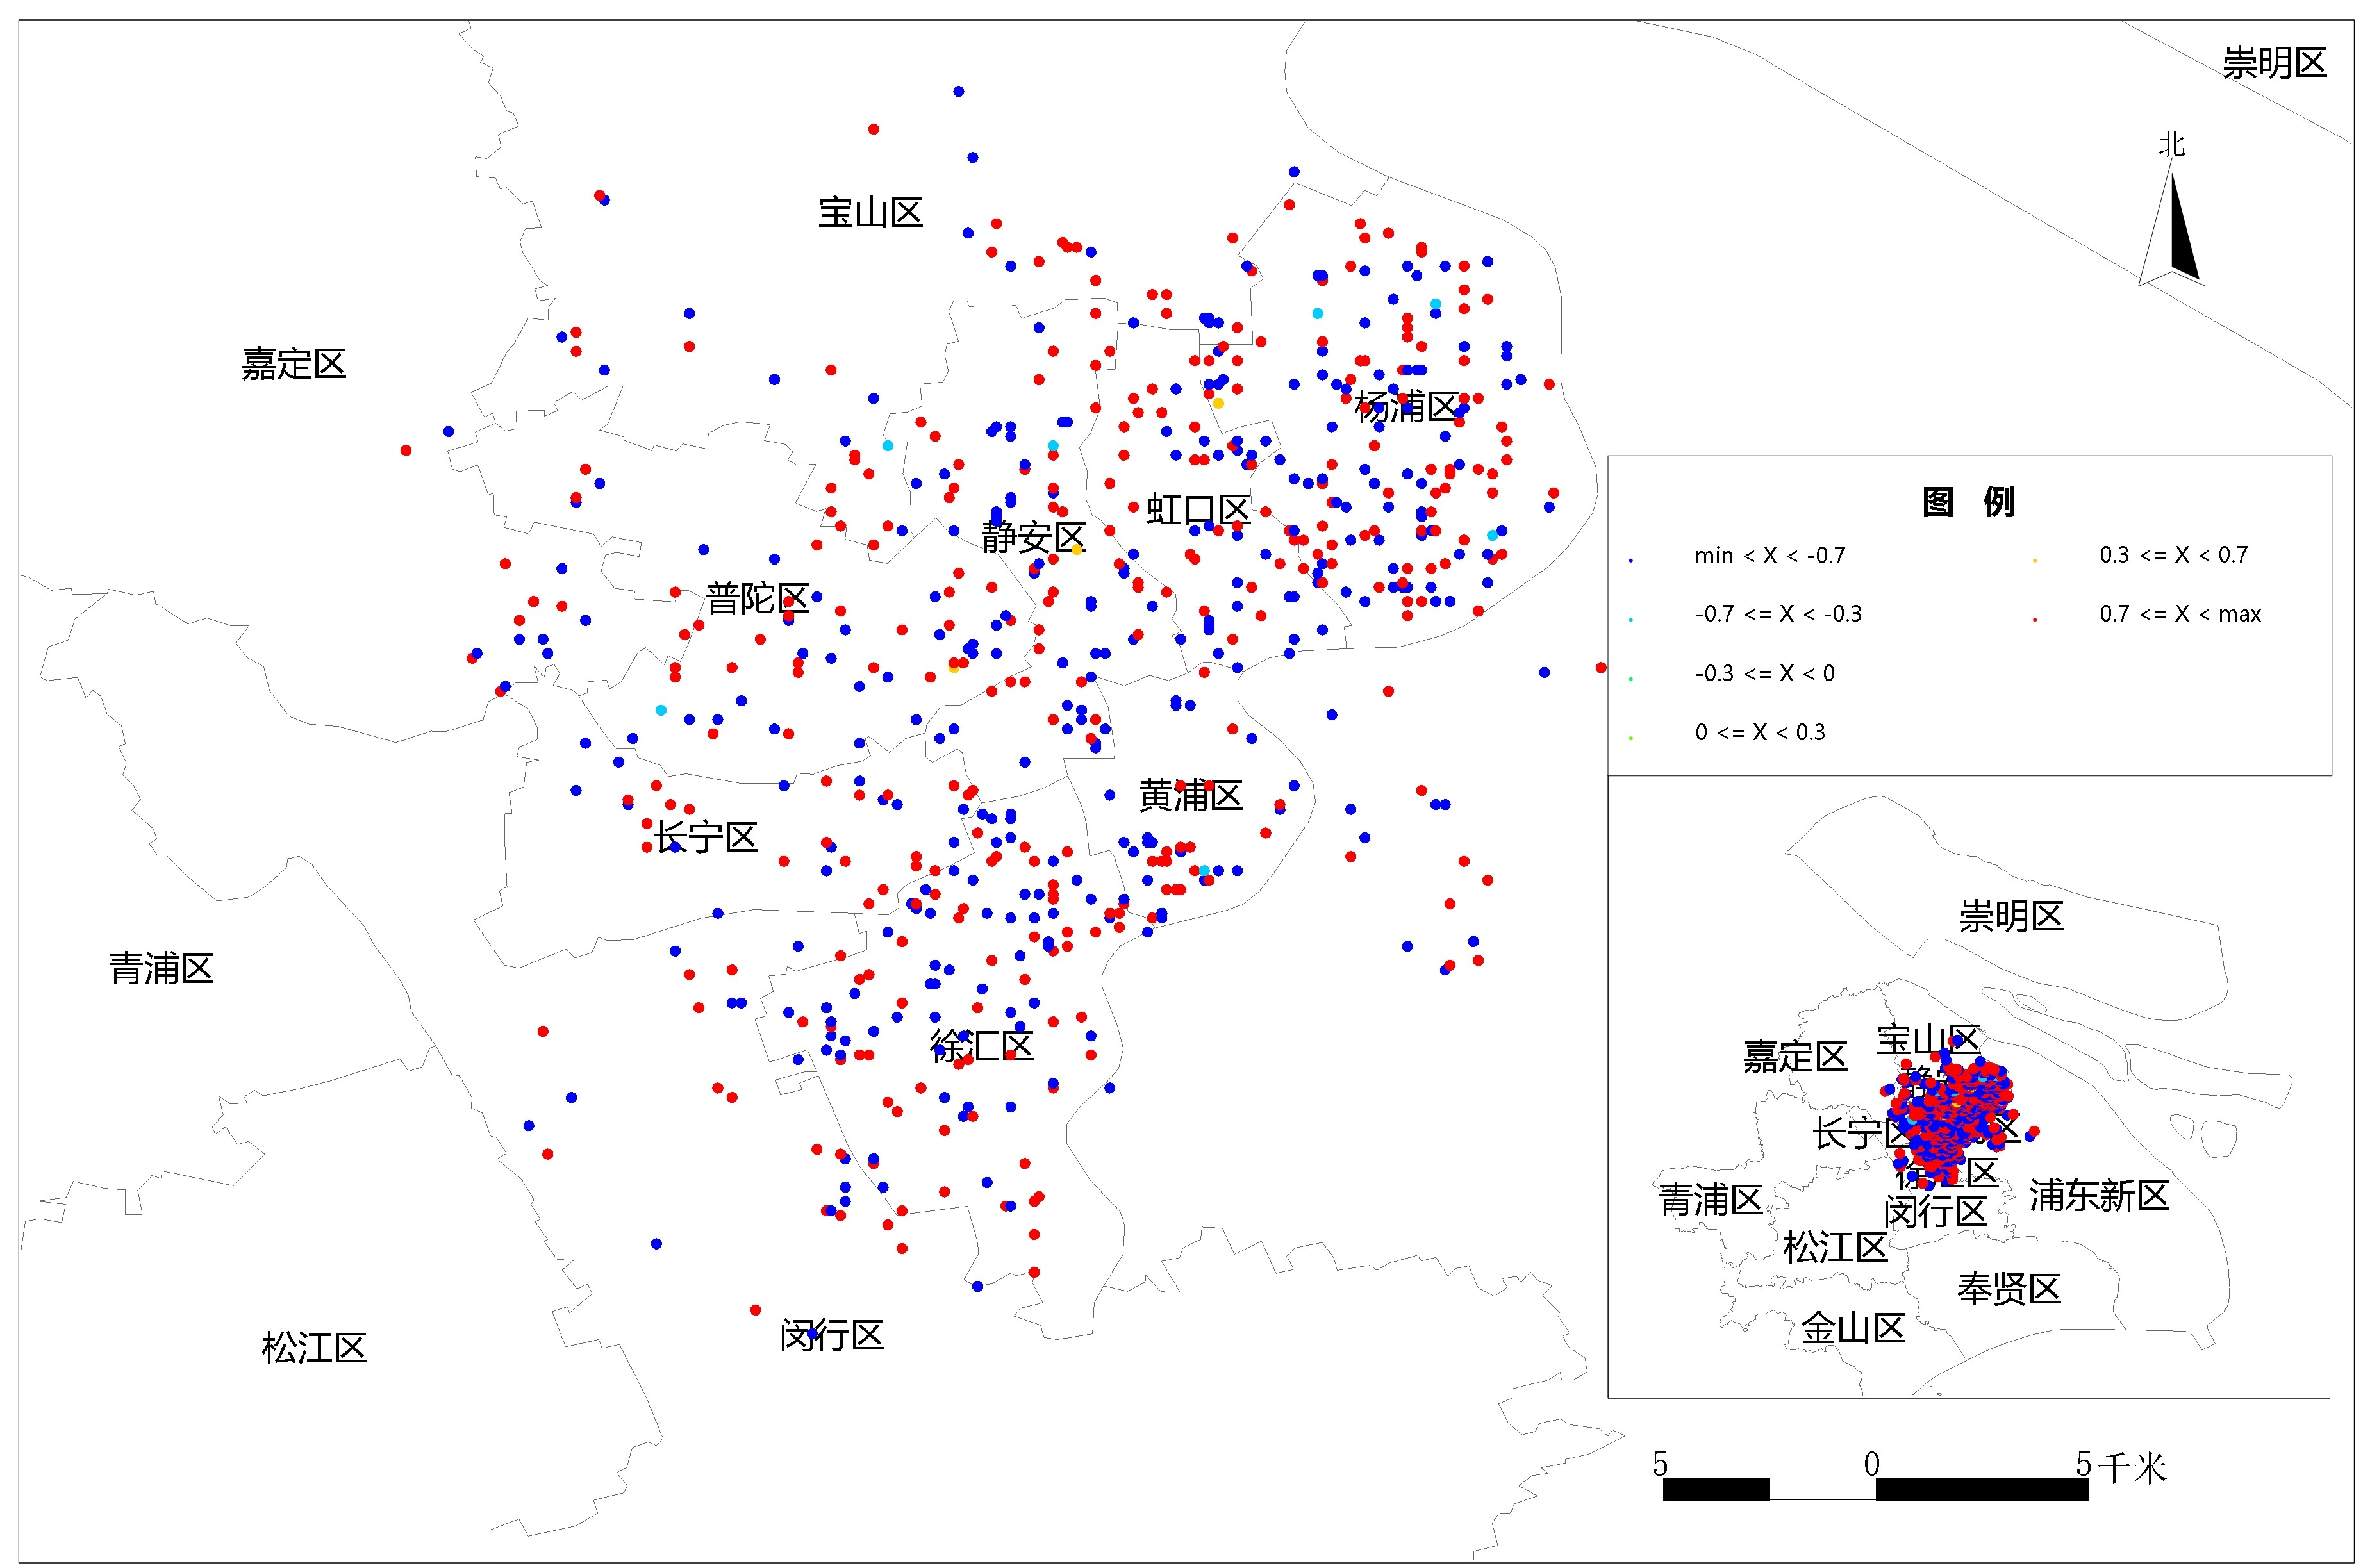 崇明区
北
宝山区
嘉定区
杨浦区
虹口区
静安区
普陀区
黄浦区
长宁区
青浦区
徐汇区
闵行区
松江区
图 例
min < X < -0.7
0.3 <= X < 0.7
-0.7 <= X < -0.3
0.7 <= X < max
-0.3 <= X < 0
0 <= X < 0.3
崇明区
宝山区
嘉定区
长宁区
区
青浦区
浦东新区
闵行区
松江区
奉贤区
金山区
5 0 5千米